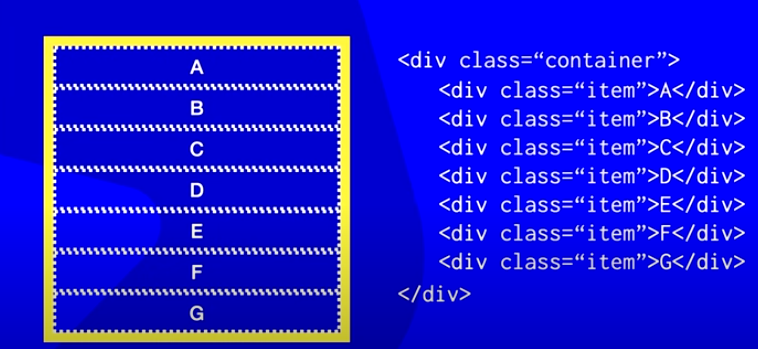 A
B
C
D
E
F
G
<div class=“container”>
<div class=“item”>A</div>
<div class=“item”>B</div>
<div class=“item”>C</div>
<div class=“item”>D</div>
<div class=“item”>E</div>
<div class=“item”>F</div>
<div class=“item”>G</div>
</div>